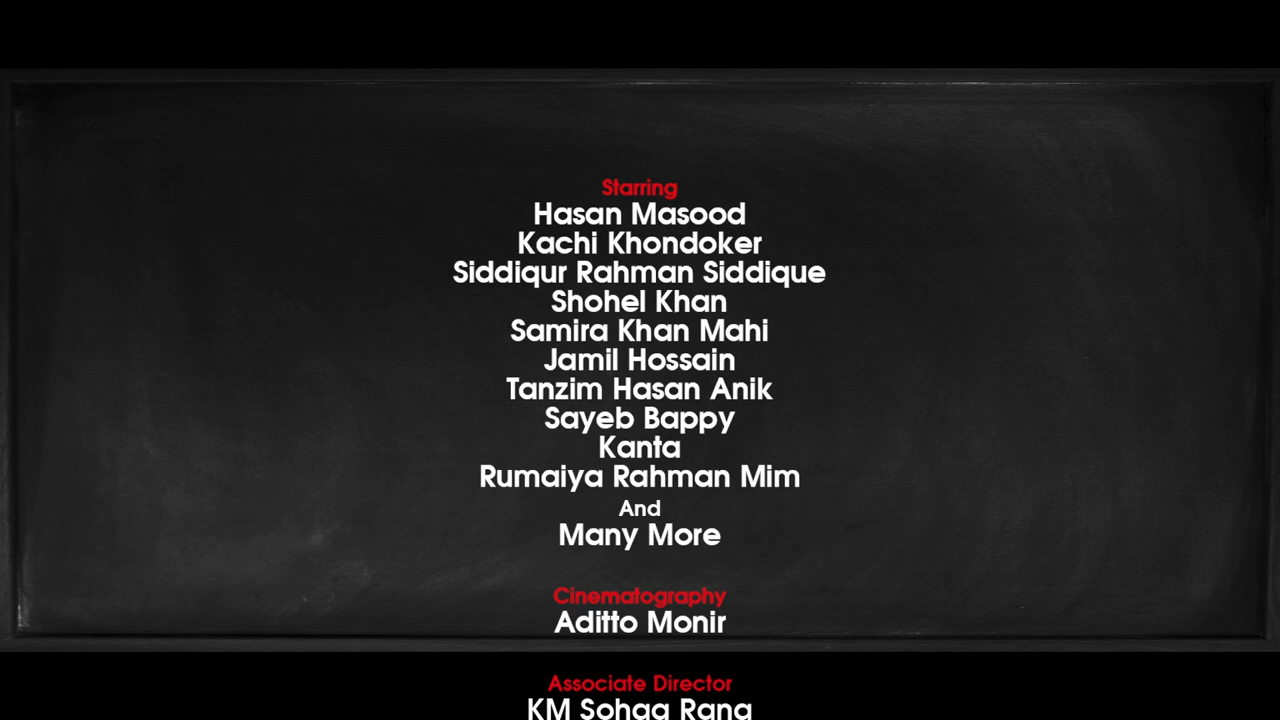 Starring
Hasan Masood
Kachi Khondoker
Siddiqur Rahman Siddique
Shohel Khan
Samira Khan Mahi
Jamil Hossain
Tanzim Hasan Anik
Sayeb Bappy
Kanta
Rumaiya Rahman Mim
And
Many More
Cinematography
Aditto Monir
Associate Director
KM Sohag Rana